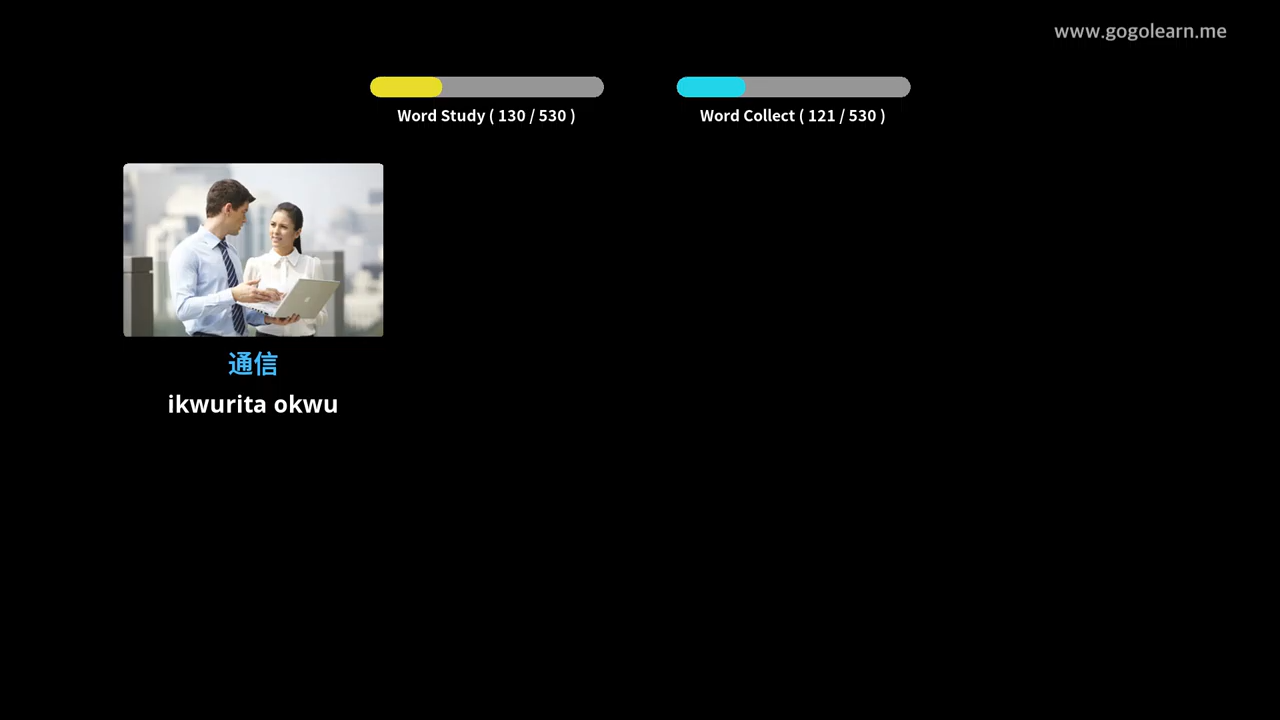 www.gogolearn.me
Word Study ( 130 / 530 )
Word Collect ( 121 / 530 )
通信
ikwurita okwu